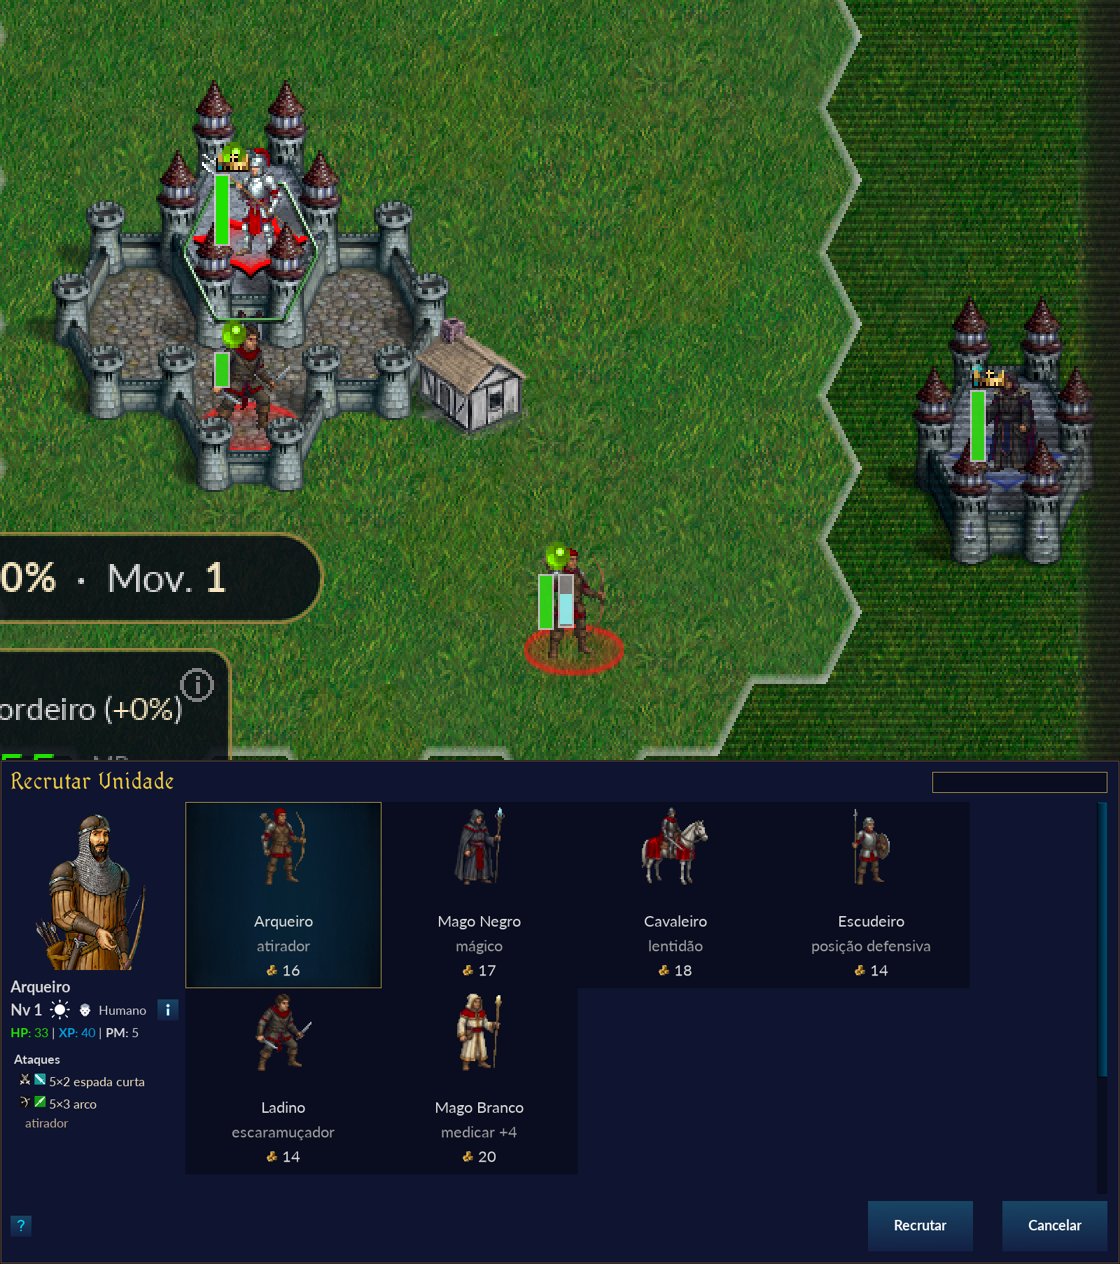 0% · Mov. 1
ordeiro (+0%)
Recrutar Unidade
Arqueiro
atirador
16
Mago Negro
mágico
17
Cavaleiro
lentidão
18
Escudeiro
posição defensiva
14
Ladino
escaramuçador
14
Mago Branco
medicar +4
20
Arqueiro
Nv 1 Humano i
HP: 33 | XP: 40 | PM: 5
Ataques
5×2 espada curta
5×3 arco
atirador
?
Recrutar
Cancelar